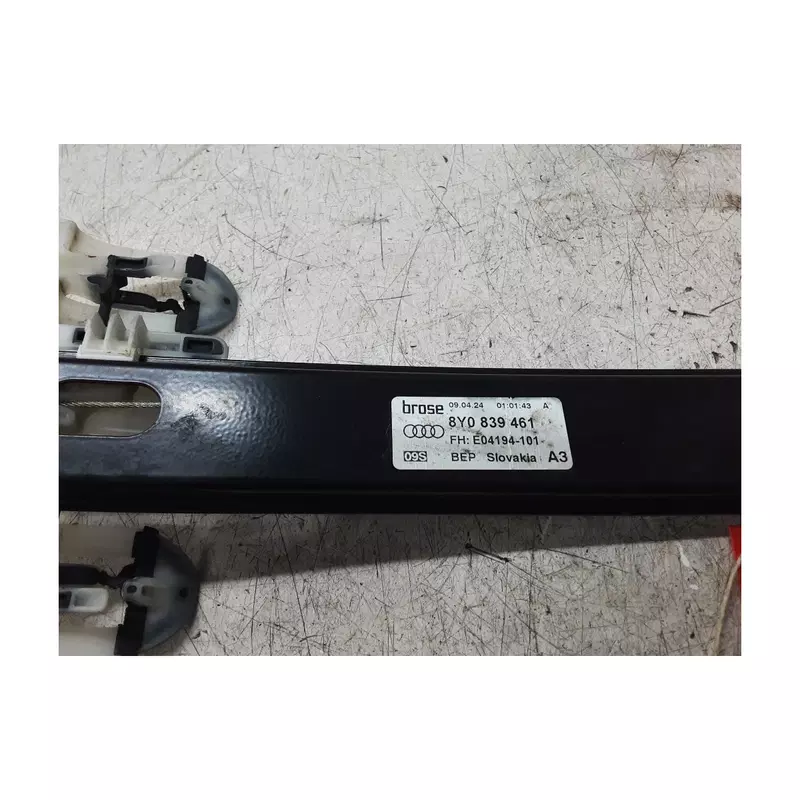 brose 09.04.24 01:01:43 A
8Y0 839 461
FH: E04194-101
09S BEP Slovakia A3